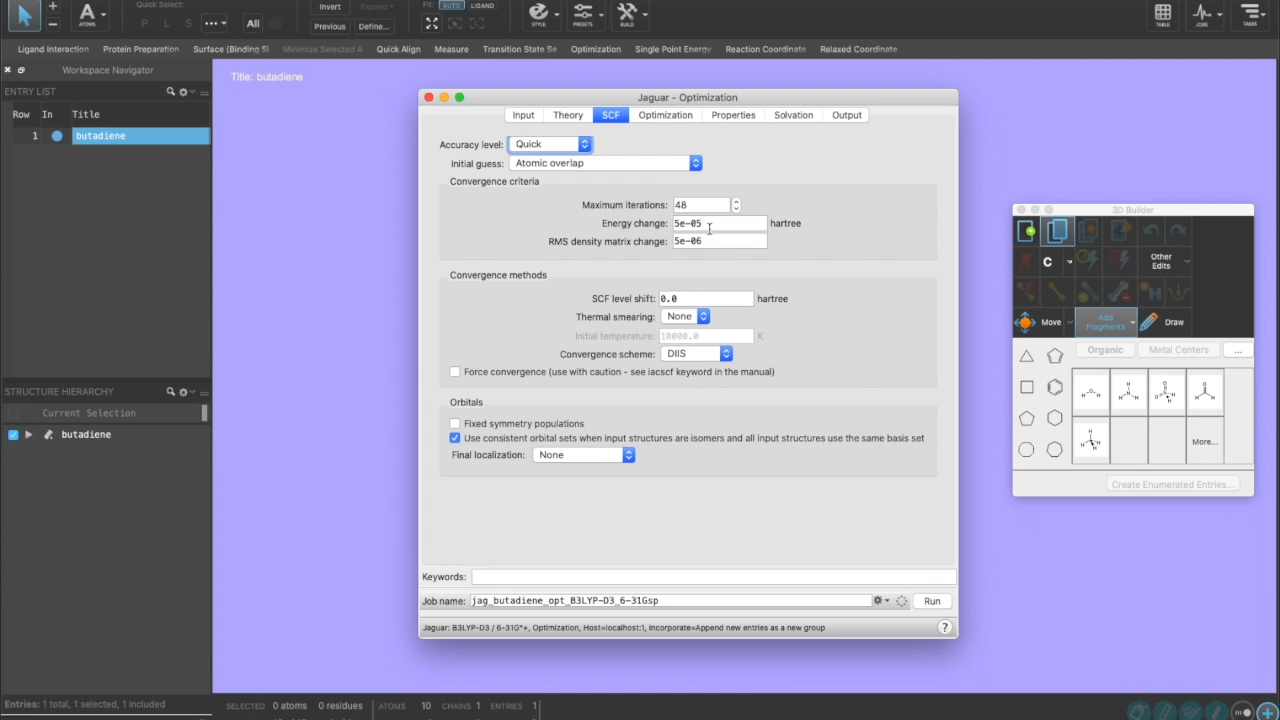 Quick Select:
Invert
Expand
Fit:
AUTO
LIGAND
ATOMS
P
L
S
All
Previous
Define...
STYLE
PRESETS
BUILD
TABLE
JOBS
TASKS
Ligand Interaction
Protein Preparation
Surface (Binding Si
Minimize Selected A
Quick Align
Measure
Transition State Se
Optimization
Single Point Energy
Reaction Coordinate
Relaxed Coordinate
Workspace Navigator
ENTRY LIST
Row In Title
1 butadiene
STRUCTURE HIERARCHY
Current Selection
butadiene
Title: butadiene
Jaguar - Optimization
Input
Theory
SCF
Optimization
Properties
Solvation
Output
Accuracy level: Quick
Initial guess: Atomic overlap
Convergence criteria
Maximum iterations: 48
Energy change: 5e-05 hartree
RMS density matrix change: 5e-06
Convergence methods
SCF level shift: 0.0 hartree
Thermal smearing: None
Initial temperature: 10000.0 K
Convergence scheme: DIIS
Force convergence (use with caution - see iacscf keyword in the manual)
Orbitals
Fixed symmetry populations
Use consistent orbital sets when input structures are isomers and all input structures use the same basis set
Final localization: None
Keywords:
Job name: jag_butadiene_opt_B3LYP-D3_6-31Gsp
Run
Jaguar: B3LYP-D3 / 6-31G*+, Optimization, Host=localhost:1, Incorporate=Append new entries as a new group
?
3D Builder
C
Other
Edits
H
Move
Add
Fragments
Draw
Organic
Metal Centers
...
More...
Create Enumerated Entries...
Entries: 1 total, 1 selected, 1 included
SELECTED 0 atoms 0 residues
ATOMS 10 CHAINS 1 ENTRIES 1